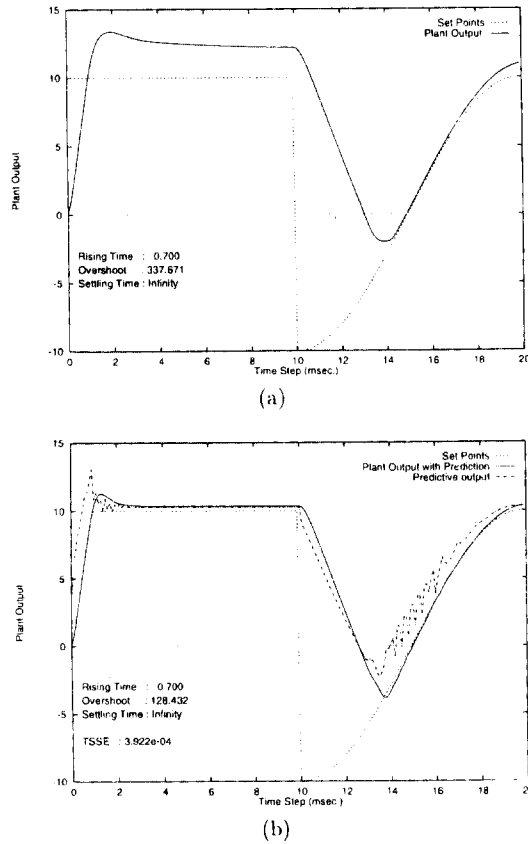 15
10
5
0
-5
-10
Plant Output
Set Points
Plant Output
Rising Time : 0.700
Overshoot : 337.671
Settling Time : Infinity
0 2 4 6 8 10 12 14 16 18 20
Time Step (msec.)
(a)
15
10
5
0
-5
-10
Plant Output
Set Points
Plant Output with Prediction
Predictive output
Rising Time : 0.700
Overshoot : 128.432
Settling Time : Infinity
TSSE : 3.922e-04
0 2 4 6 8 10 12 14 16 18 2
Time Step (msec.)
(b)